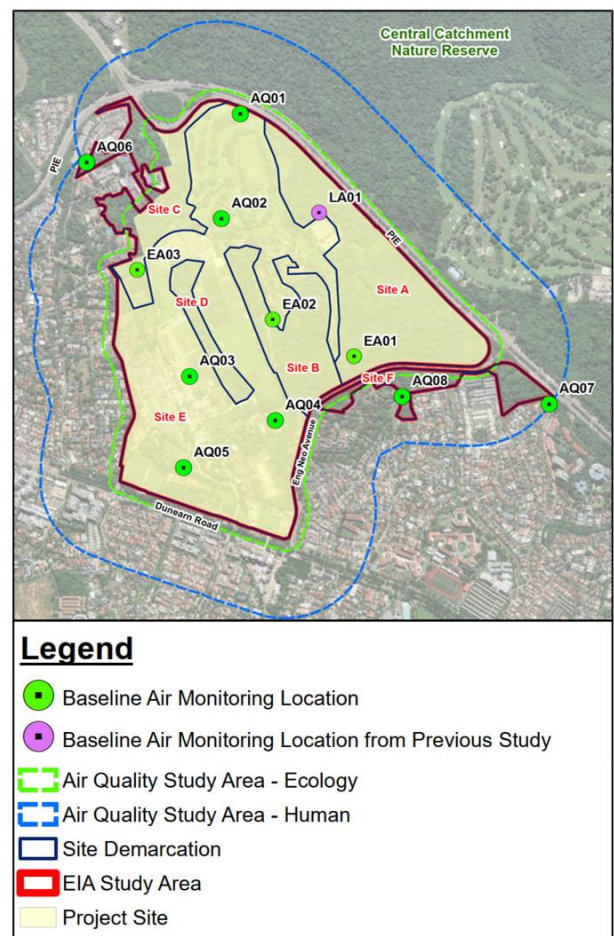 Central Catchment
Nature Reserve
AQ01
PIE
AQ06
LA01
Site C
AQ02
PIE
EA03
Site A
Site D
EA02
EA01
AQ03
Site B
Site F
AQ08
AQ07
AQ04
Site E
Eng Neo Avenue
AQ05
Dunearn Road
Legend
Baseline Air Monitoring Location
Baseline Air Monitoring Location from Previous Study
Air Quality Study Area - Ecology
Air Quality Study Area - Human
Site Demarcation
EIA Study Area
Project Site